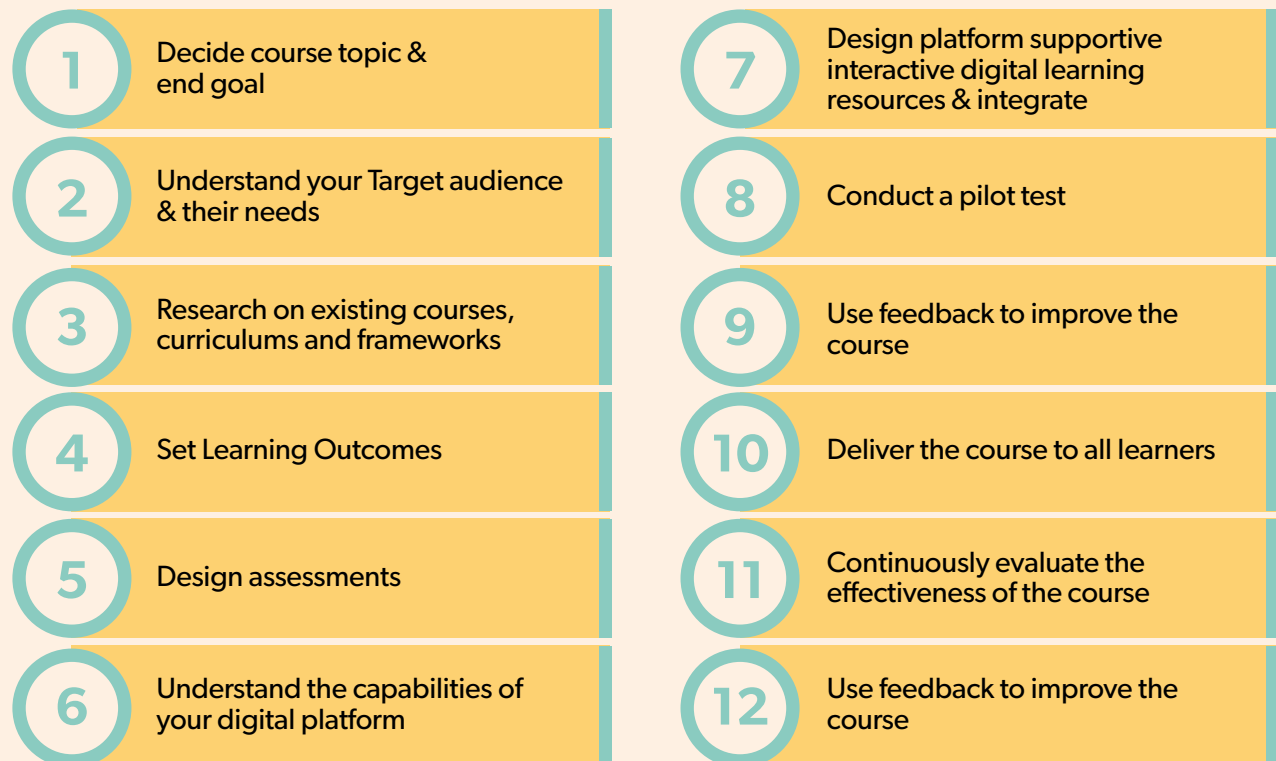 1
Decide course topic &
end goal
2
Understand your Target audience
& their needs
3
Research on existing courses,
curriculums and frameworks
4
Set Learning Outcomes
5
Design assessments
6
Understand the capabilities of
your digital platform
7
Design platform supportive
interactive digital learning
resources & integrate
8
Conduct a pilot test
9
Use feedback to improve the
course
10
Deliver the course to all learners
11
Continuously evaluate the
effectiveness of the course
12
Use feedback to improve the
course